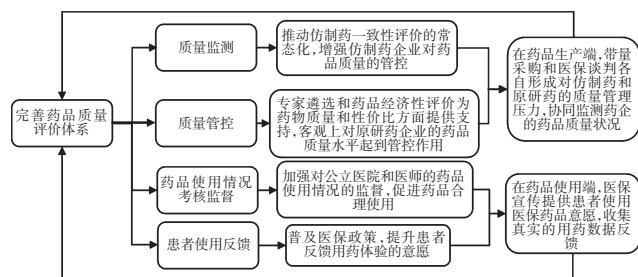 完善药品质量
评价体系
质量监测
推动仿制药一致性评价的常
态化,增强仿制药企业对药
品质量的管控
质量管控
专家遴选和药品经济性评价为
药物质量和性价比方面提供支
持,客观上对原研药企业的药品
质量水平起到管控作用
在药品生产端,带量
采购和医保谈判各
自形成对仿制药和
原研药的质量管理
压力,协同监测药企
的药品质量状况
药品使用情况
考核监督
加强对公立医院和医师的药品
使用情况的监督,促进药品合
理使用
患者使用反馈
普及医保政策,提升患者
反馈用药体验的意愿
在药品使用端,医保
宣传提供患者使用
医保药品意愿,收集
真实的用药数据反
馈